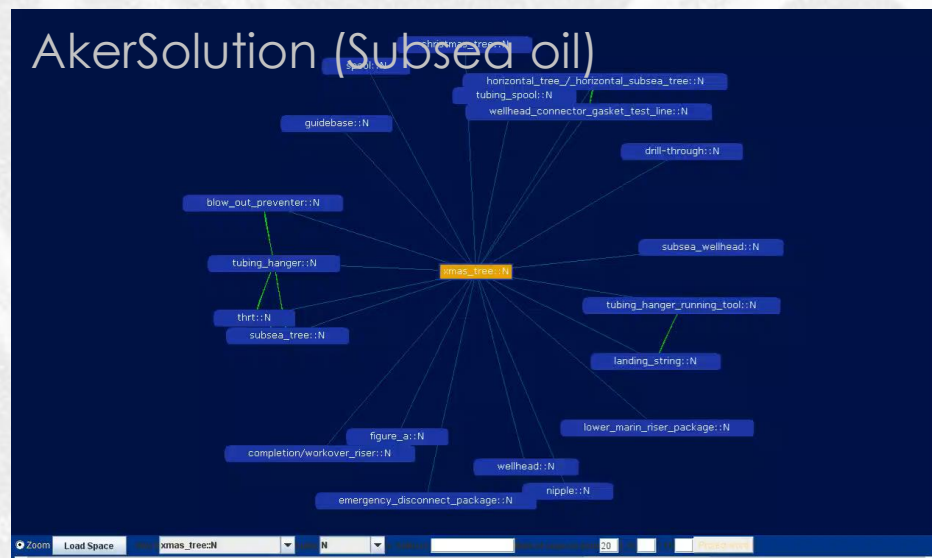 AkerSolution (Subsea oil)
christmas_tree::N
spool::N
horizontal_tree_/_horizontal_subsea_tree::N
tubing_spool::N
wellhead_connector_gasket_test_line::N
guidebase::N
drill-through::N
blow_out_preventer::N
subsea_wellhead::N
tubing_hanger::N
xmas_tree::N
tubing_hanger_running_tool::N
thrt::N
subsea_tree::N
landing_string::N
lower_marin_riser_package::N
figure_a::N
completion/workover_riser::N
wellhead::N
nipple::N
emergency_disconnect_package::N
Zoom Load Space xmas_tree::N N 20